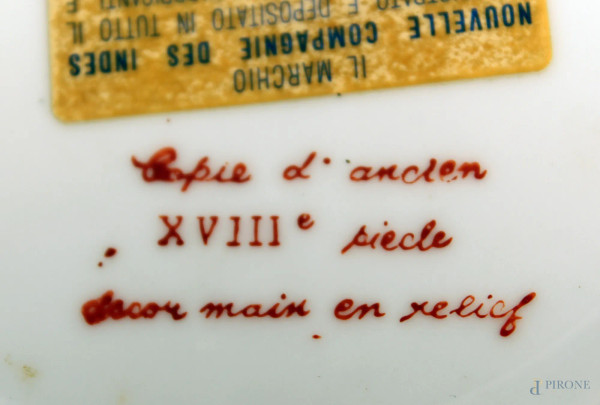 IL MARCHIO
NOUVELLE COMPAGNIE DES INDES
E DEPOSITATO IN TUTTO IL
Copie d'ancien
XVIIIe siecle
decor main en relief
d PIRONE